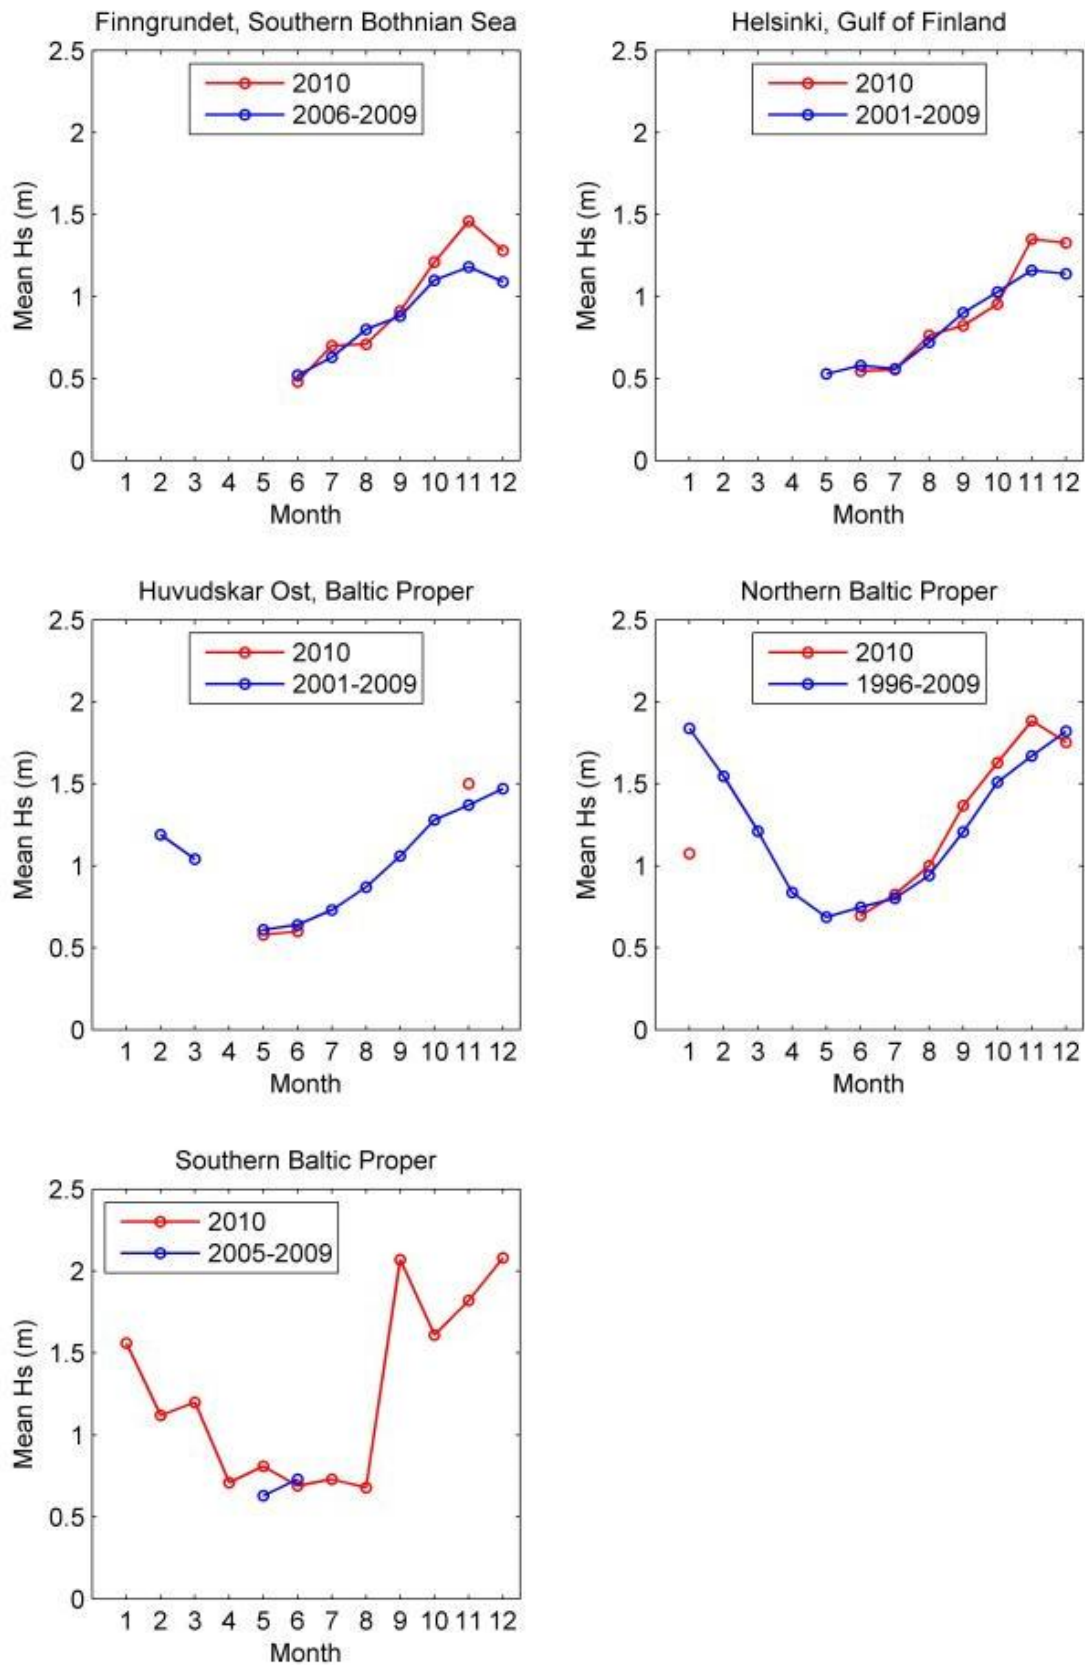 Finngrundet, Southern Bothnian Sea
2.5
2
1.5
1
0.5
0
Mean Hs (m)
2010
2006-2009
1 2 3 4 5 6 7 8 9 10 11 12
Month
Helsinki, Gulf of Finland
2.5
2
1.5
1
0.5
0
Mean Hs (m)
2010
2001-2009
1 2 3 4 5 6 7 8 9 10 11 12
Month
Huvudskar Ost, Baltic Proper
2.5
2
1.5
1
0.5
0
Mean Hs (m)
2010
2001-2009
1 2 3 4 5 6 7 8 9 10 11 12
Month
Northern Baltic Proper
2.5
2
1.5
1
0.5
0
Mean Hs (m)
2010
1996-2009
1 2 3 4 5 6 7 8 9 10 11 12
Month
Southern Baltic Proper
2.5
2
1.5
1
0.5
0
Mean Hs (m)
2010
2005-2009
1 2 3 4 5 6 7 8 9 10 11 12
Month